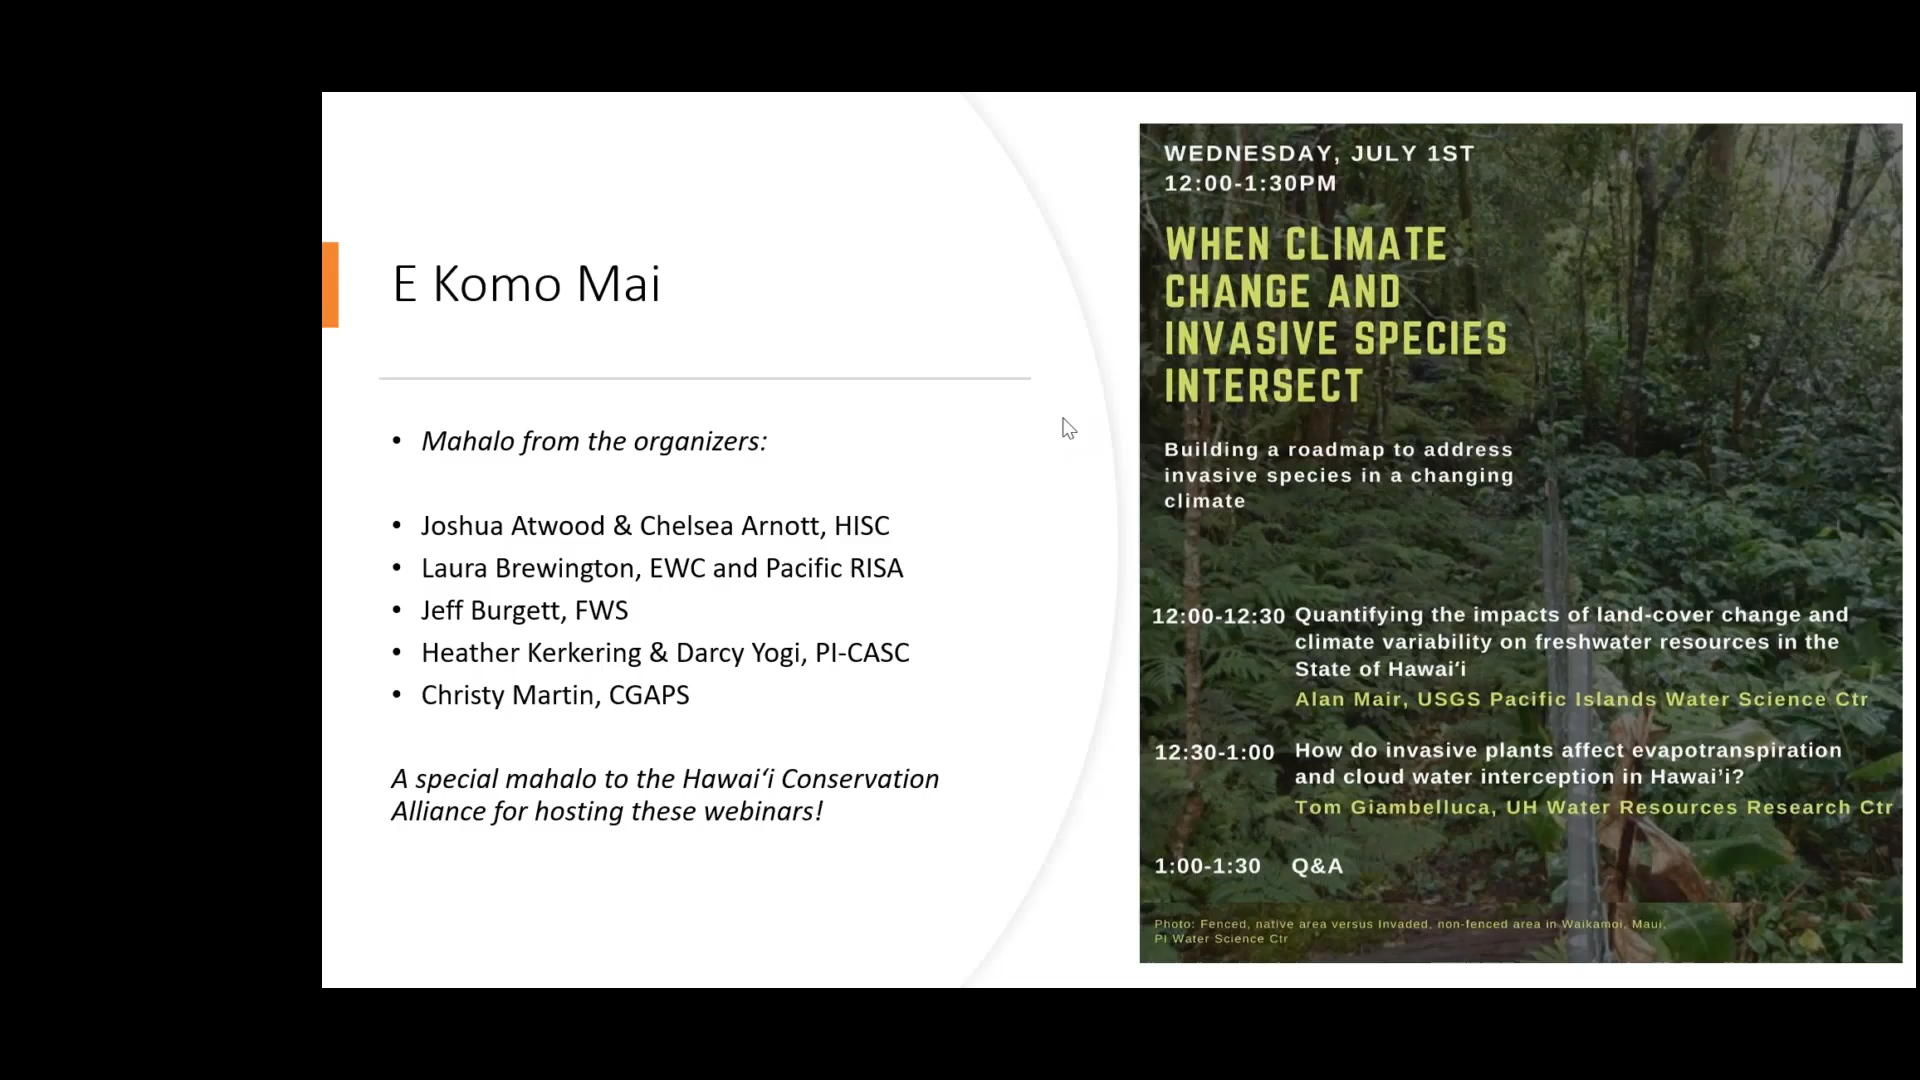 E Komo Mai
• Mahalo from the organizers:
• Joshua Atwood & Chelsea Arnott, HISC
• Laura Brewington, EWC and Pacific RISA
• Jeff Burgett, FWS
• Heather Kerkering & Darcy Yogi, PI-CASC
• Christy Martin, CGAPS
A special mahalo to the Hawaiʻi Conservation
Alliance for hosting these webinars!
WEDNESDAY, JULY 1ST
12:00-1:30PM
WHEN CLIMATE
CHANGE AND
INVASIVE SPECIES
INTERSECT
Building a roadmap to address
invasive species in a changing
climate
12:00-12:30 Quantifying the impacts of land-cover change and
climate variability on freshwater resources in the
State of Hawai'i
Alan Mair, USGS Pacific Islands Water Science Ctr
12:30-1:00 How do invasive plants affect evapotranspiration
and cloud water interception in Hawai’i?
Tom Giambelluca, UH Water Resources Research Ctr
1:00-1:30 Q&A
Photo: Fenced, native area versus Invaded, non-fenced area in Waikamoi, Maui,
PI Water Science Ctr